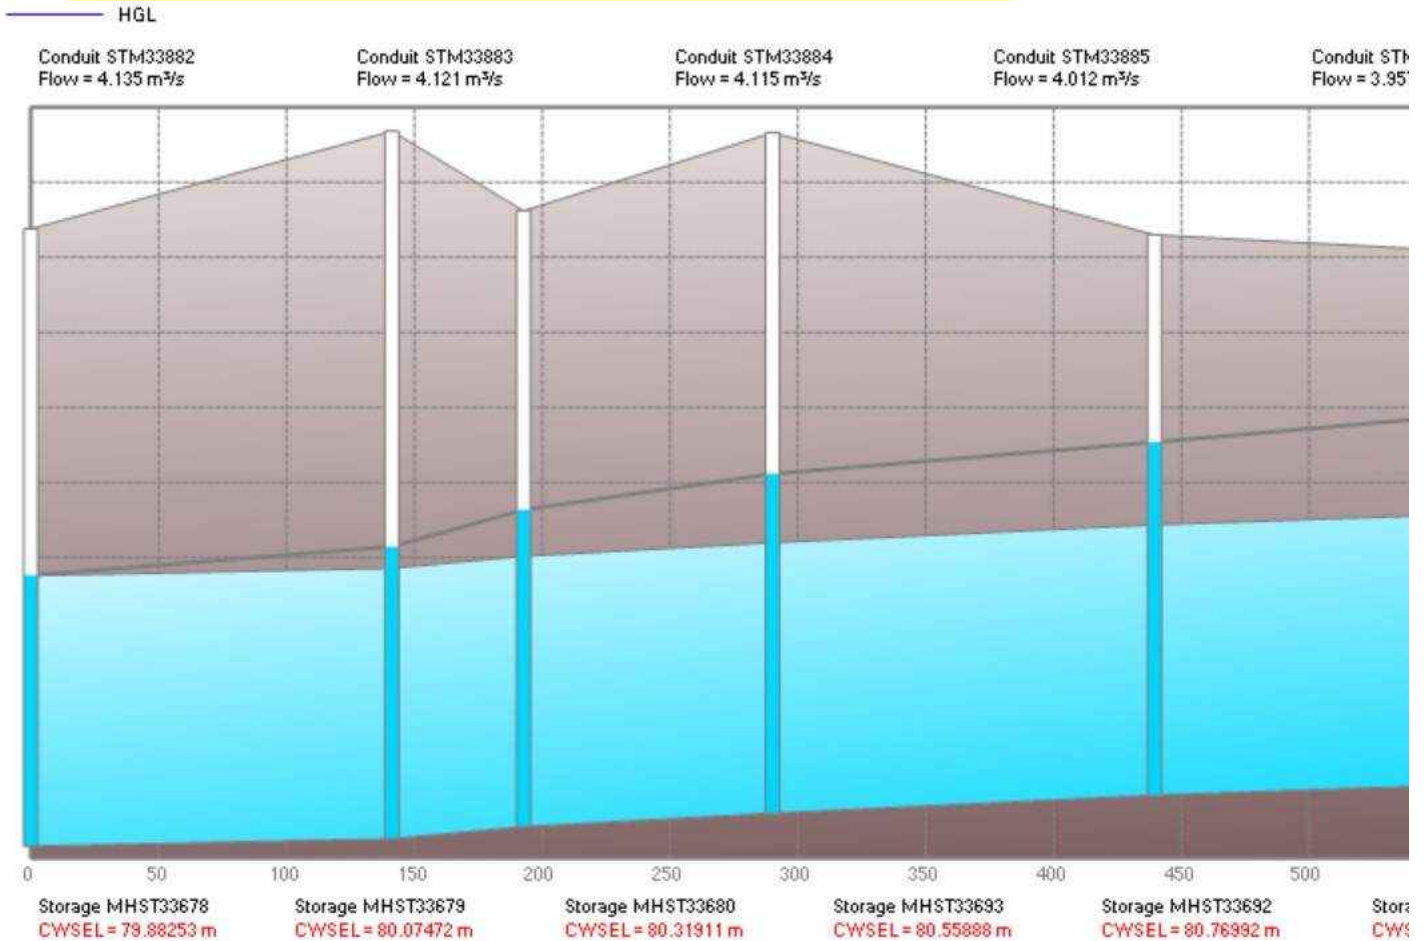 HGL
Conduit STM33882
Flow = 4.135 m³/s
Conduit STM33883
Flow = 4.121 m³/s
Conduit STM33884
Flow = 4.115 m³/s
Conduit STM33885
Flow = 4.012 m³/s
Conduit
Flow =
0 50 100 150 200 250 300 350 400 450 500
Storage MHST33678
CWSEL = 79.88253 m
Storage MHST33679
CWSEL = 80.07472 m
Storage MHST33680
CWSEL = 80.31911 m
Storage MHST33693
CWSEL = 80.55888 m
Storage MHST33692
CWSEL = 80.76992 m